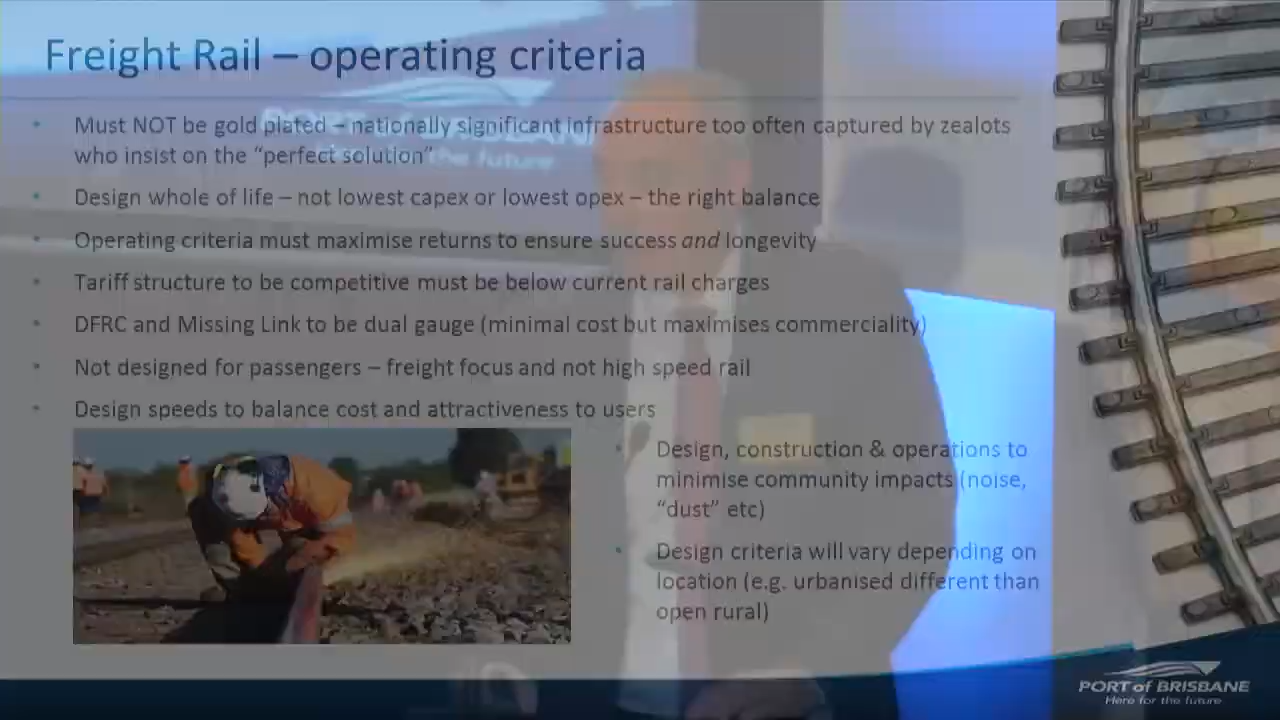 Freight Rail – operating criteria
• Must NOT be gold plated – nationally significant infrastructure too often captured by zealots
who insist on the “perfect solution”
• Design whole of life – not lowest capex or lowest opex – the right balance
• Operating criteria must maximise returns to ensure success and longevity
• Tariff structure to be competitive must be below current rail charges
• DFRC and Missing Link to be dual gauge (minimal cost but maximises commerciality)
• Not designed for passengers – freight focus and not high speed rail
• Design speeds to balance cost and attractiveness to users
• Design, construction & operations to
minimise community impacts (noise,
“dust” etc)
• Design criteria will vary depending on
location (e.g. urbanised different than
open rural)
PORT of BRISBANE
Here for the future